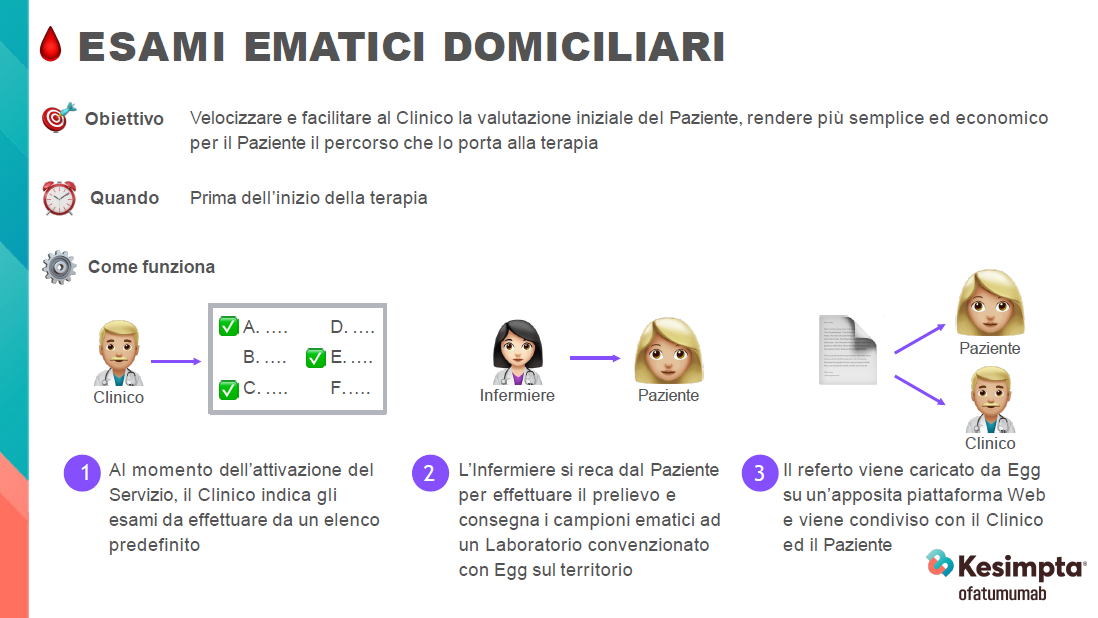 ESAMI EMATICI DOMICILIARI
Obiettivo
Velocizzare e facilitare al Clinico la valutazione iniziale del Paziente, rendere più semplice ed economico
per il Paziente il percorso che lo porta alla terapia
Quando
Prima dell’inizio della terapia
Come funziona
A. .... D. ....
B. .... E. ....
C. .... F. ....
Clinico
Infermiere
Paziente
Paziente
Clinico
1
Al momento dell’attivazione del
Servizio, il Clinico indica gli
esami da effettuare da un elenco
predefinito
2
L’Infermiere si reca dal Paziente
per effettuare il prelievo e
consegna i campioni ematici ad
un Laboratorio convenzionato
con Egg sul territorio
3
Il referto viene caricato da Egg
su un’apposita piattaforma Web
e viene condiviso con il Clinico
ed il Paziente
Kesimpta®
ofatumumab